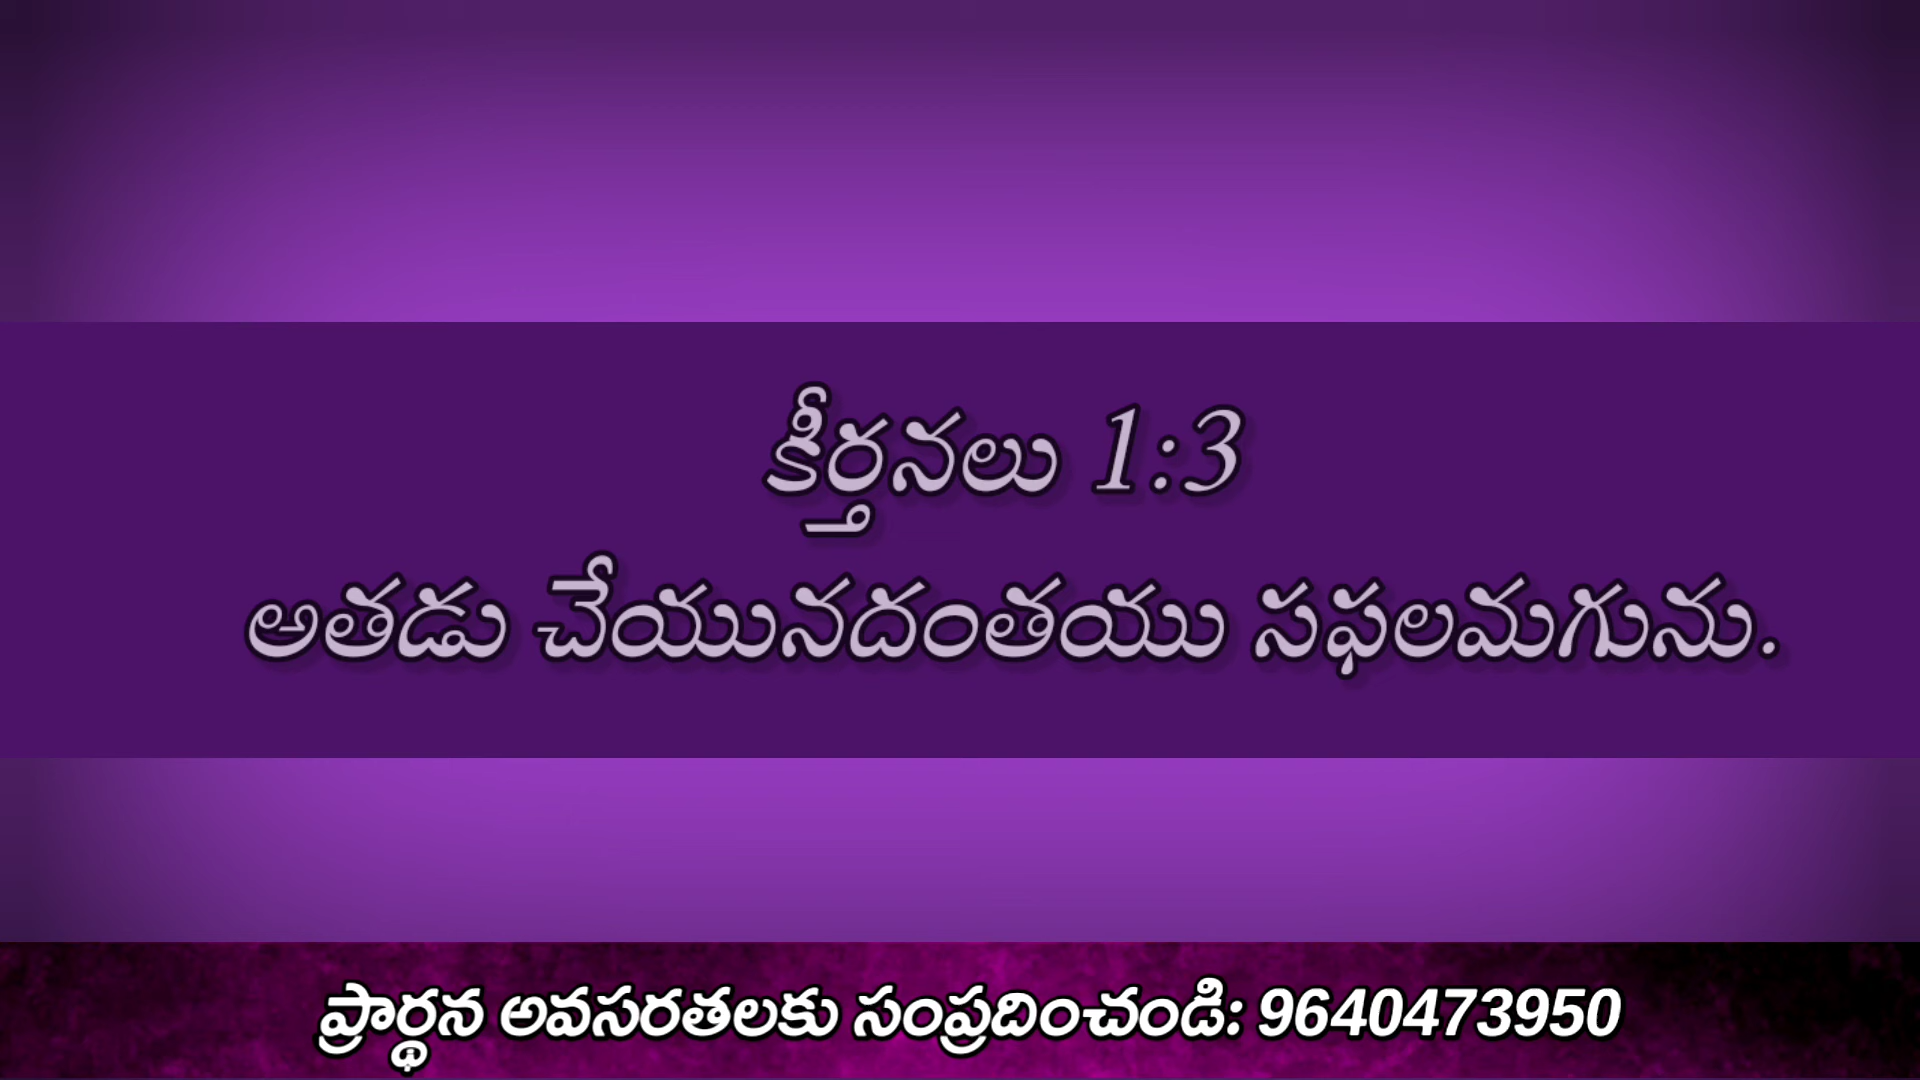 కీర్తనలు 1:3
అతడు చేయునదంతయు సఫలమగును.
ప్రార్థన అవసరతలకు సంప్రదించండి: 9640473950